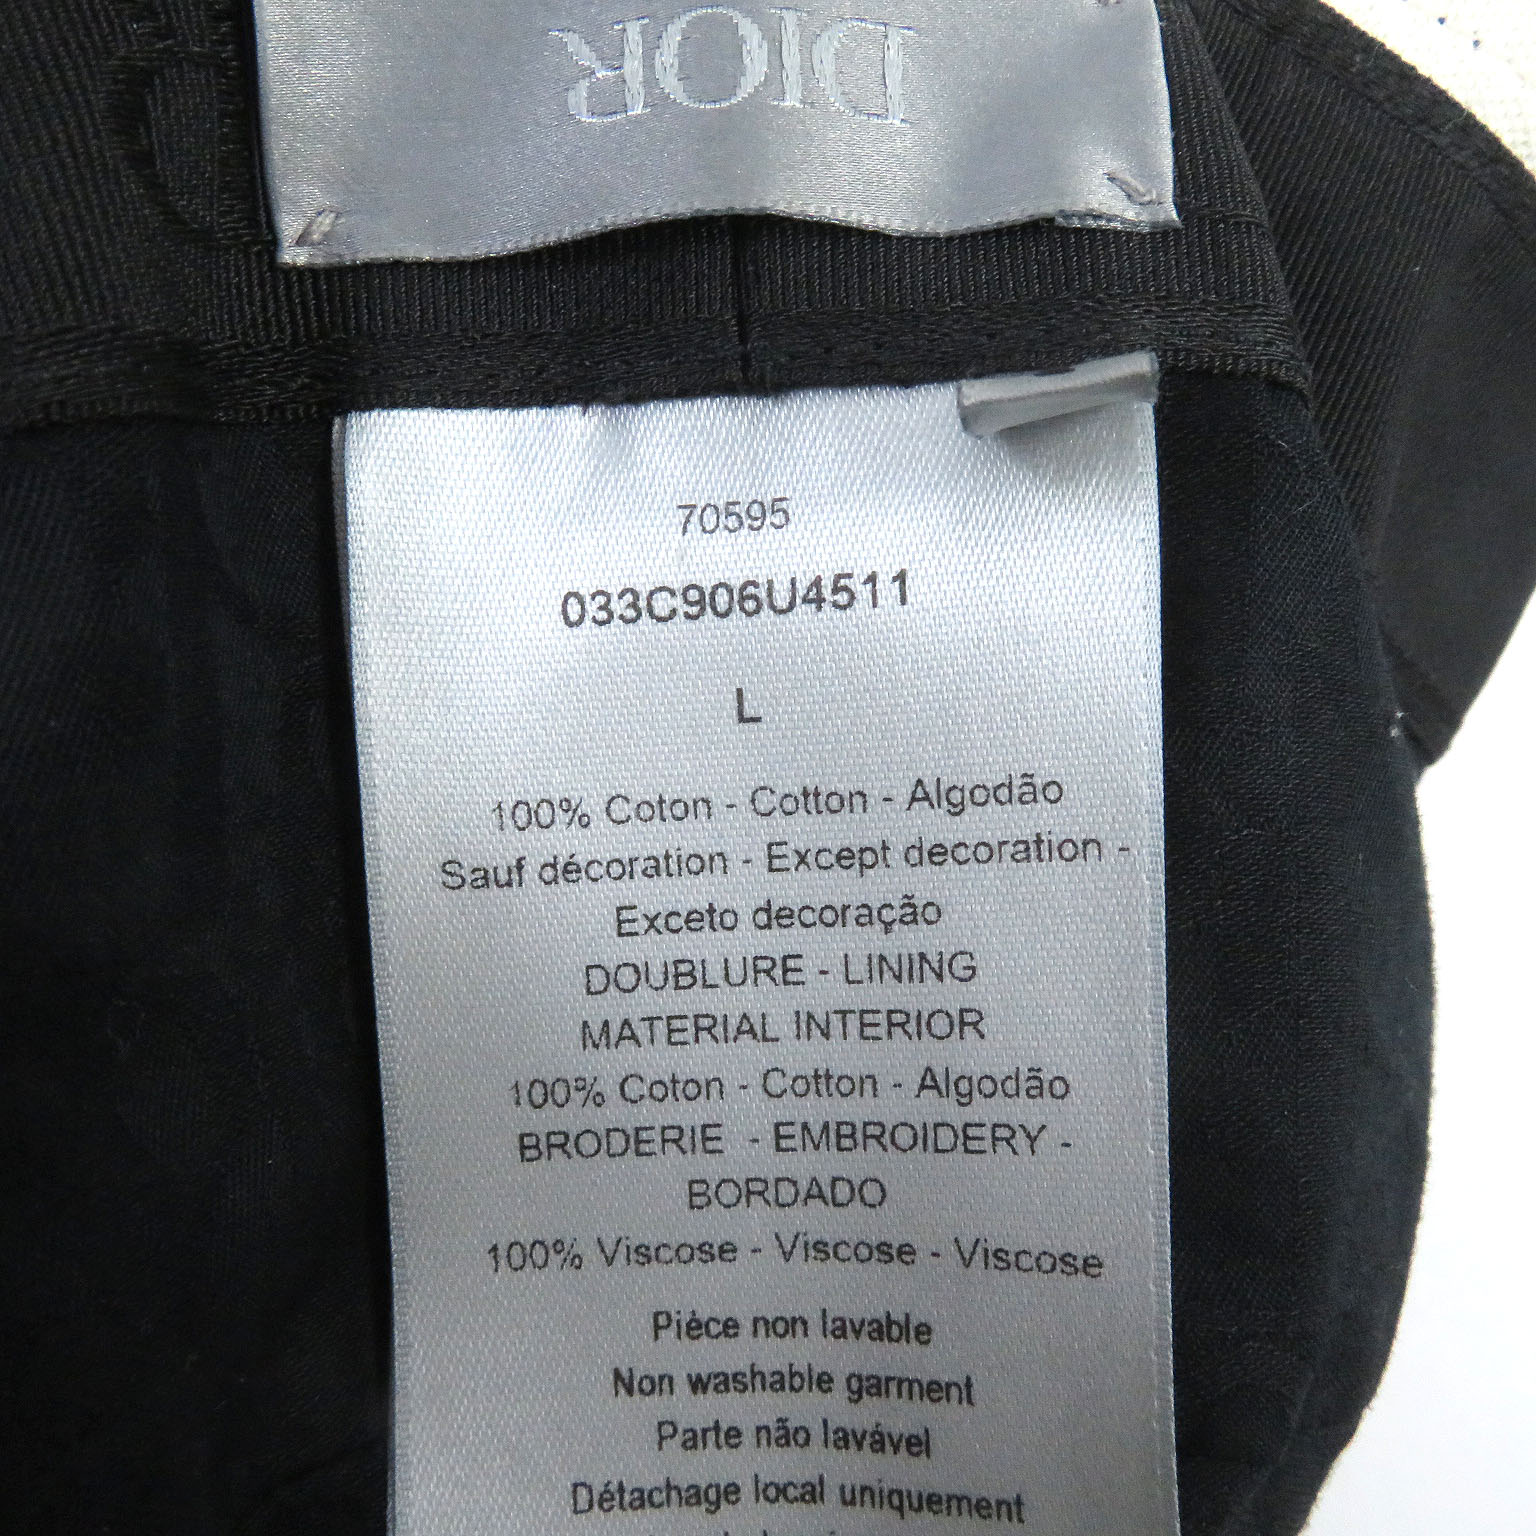 DIOR
70595
033C906U4511
L
100% Coton - Cotton - Algodão
Sauf décoration - Except decoration -
Exceto decoração
DOUBLURE - LINING
MATERIAL INTERIOR
100% Coton - Cotton - Algodão
BRODERIE - EMBROIDERY -
BORDADO
100% Viscose - Viscose - Viscose
Pièce non lavable
Non washable garment
Parte não lavável
Détachage local uniquement